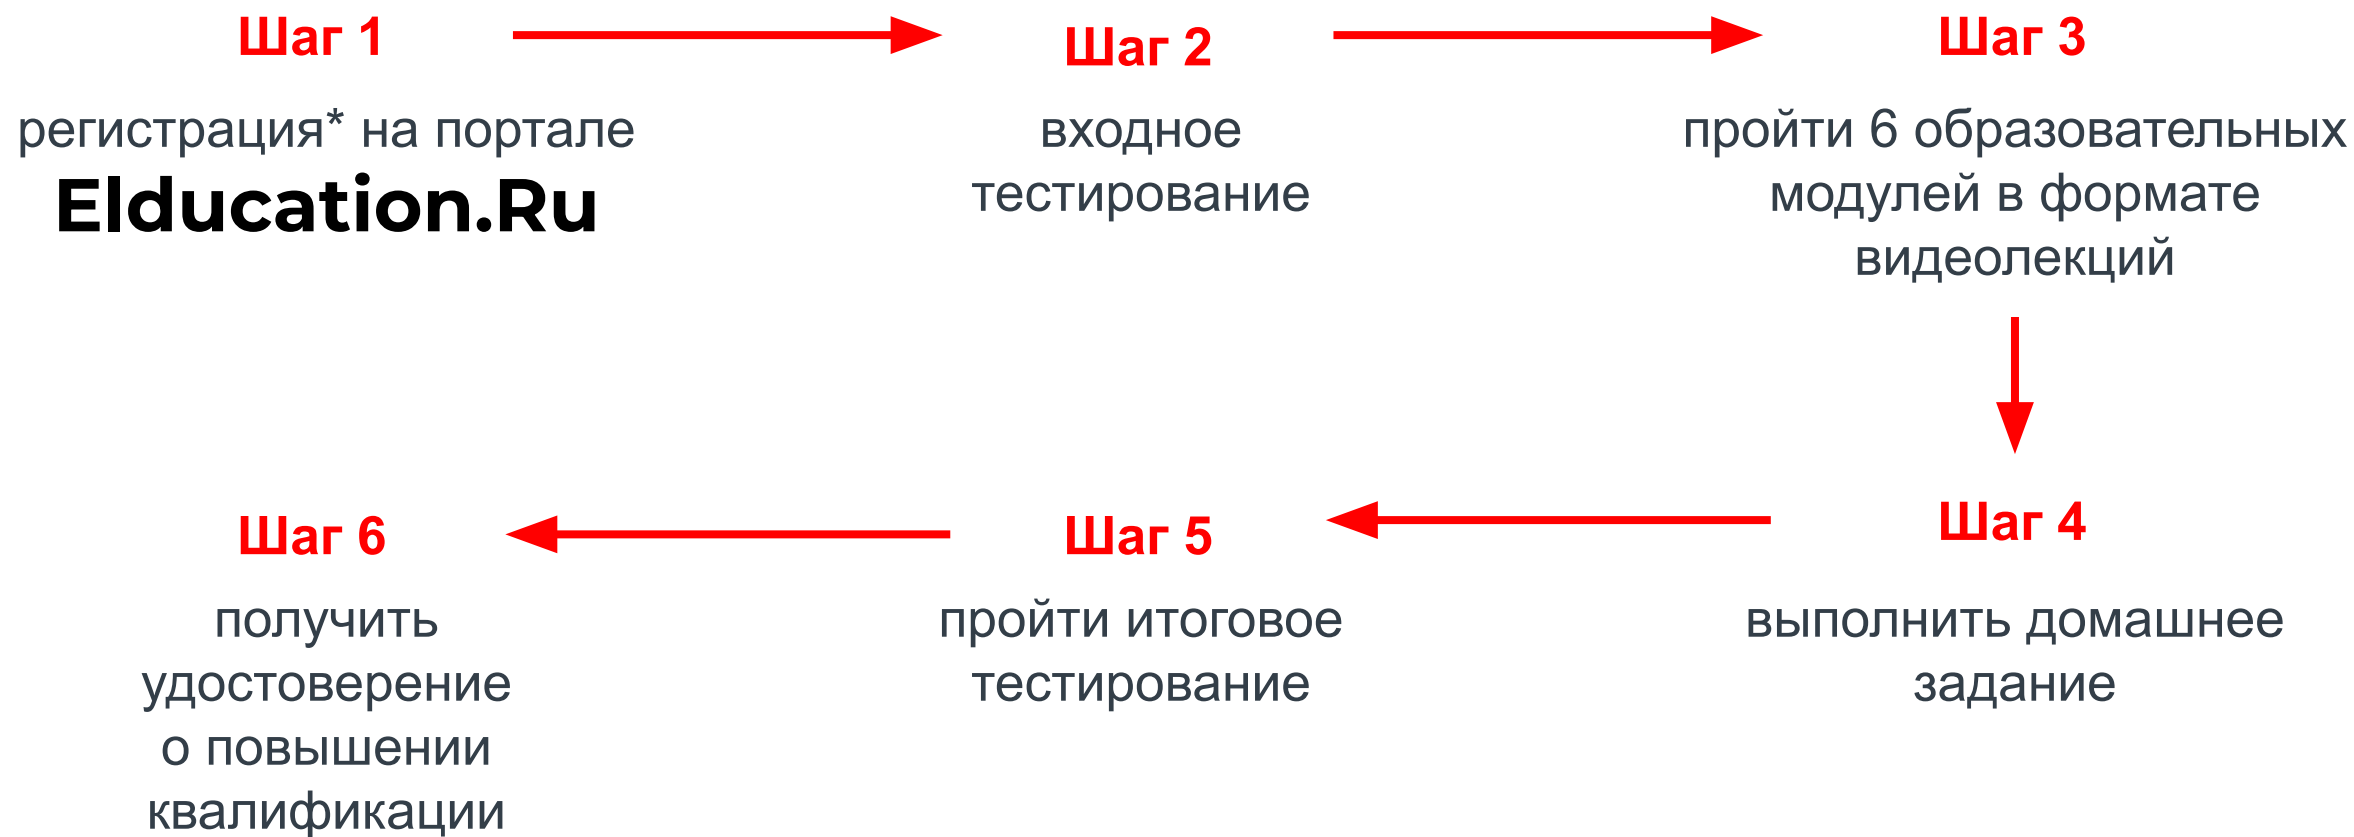 Шаг 1
регистрация* на портале
Elducation.Ru
Шаг 2
входное
тестирование
Шаг 3
пройти 6 образовательных
модулей в формате
видеолекций
Шаг 4
выполнить домашнее
задание
Шаг 5
пройти итоговое
тестирование
Шаг 6
получить
удостоверение
о повышении
квалификации